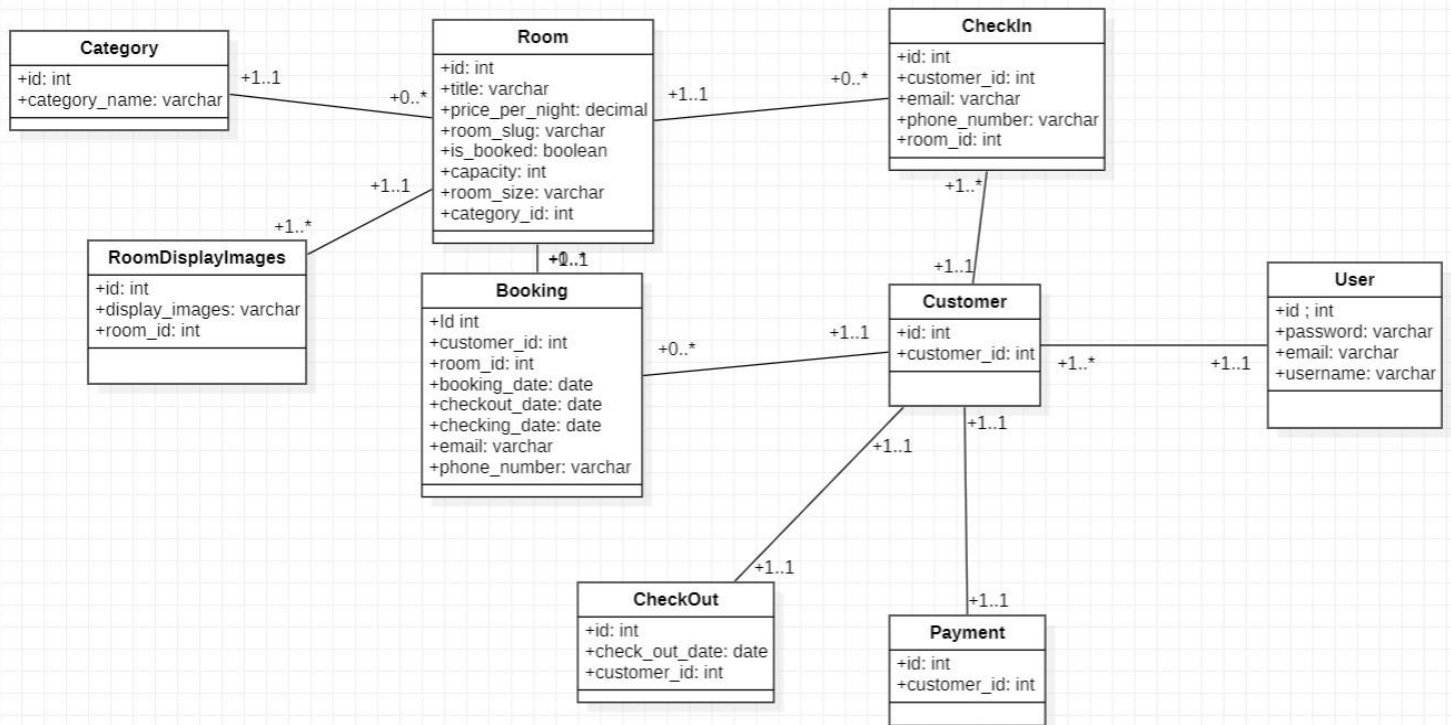 Category
+id: int
+category_name: varchar
+1..1
+0..*
Room
+id: int
+title: varchar
+price_per_night: decimal
+room_slug: varchar
+is_booked: boolean
+capacity: int
+room_size: varchar
+category_id: int
+1..1
+0..*
CheckIn
+id: int
+customer_id: int
+email: varchar
+phone_number: varchar
+room_id: int
+1..1
+1..*
RoomDisplayImages
+id: int
+display_images: varchar
+room_id: int
Booking
+Id int
+customer_id: int
+room_id: int
+booking_date: date
+checkout_date: date
+checking_date: date
+email: varchar
+phone_number: varchar
+0..*
+1..1
+1..*
+1..1
Customer
+id: int
+customer_id: int
+1..*
+1..1
User
+id ; int
+password: varchar
+email: varchar
+username: varchar
+1..1
+1..1
+1..1
+1..1
CheckOut
+id: int
+check_out_date: date
+customer_id: int
Payment
+id: int
+customer_id: int